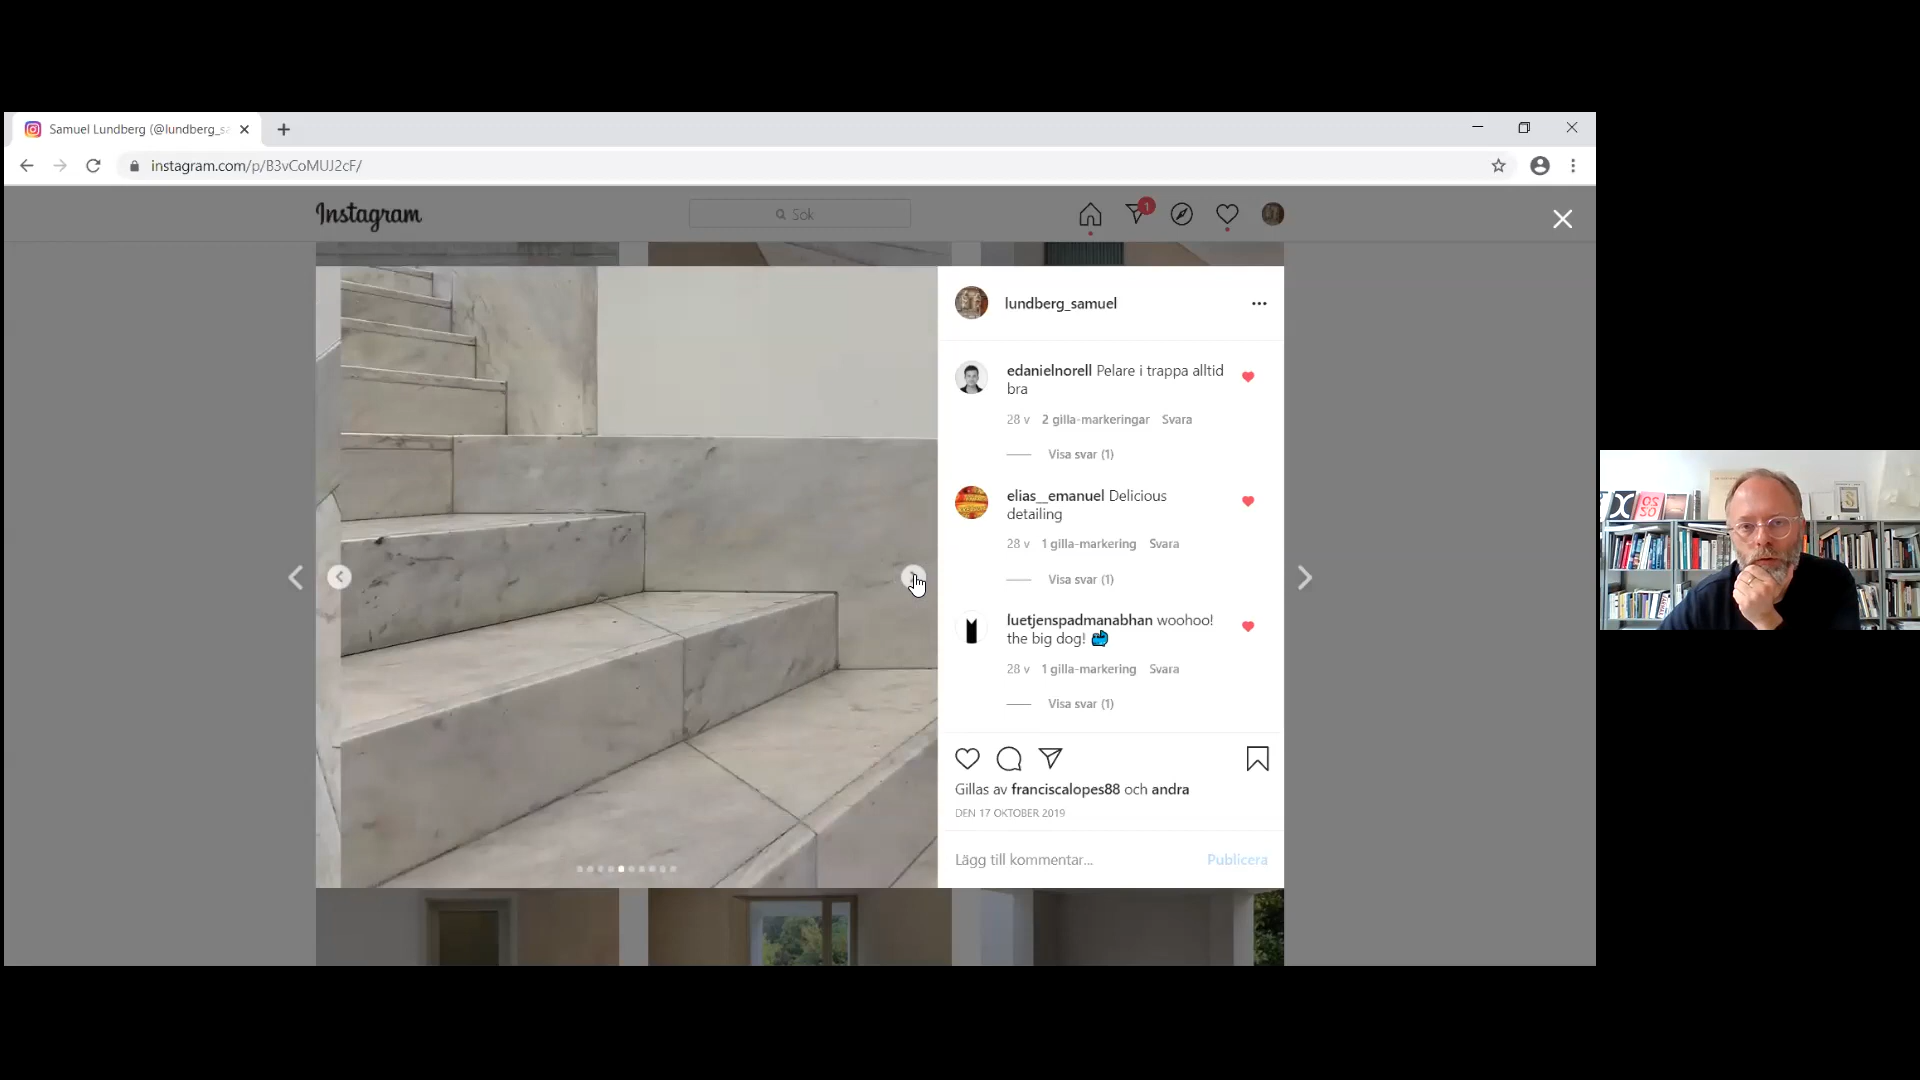 Samuel Lundberg (@lundberg_sa
instagram.com/p/B3vCoMUJ2cF/
Instagram
Sök
1
lundberg_samuel
edanielnorell Pelare i trappa alltid
bra
28 v 2 gilla-markeringar Svara
Visa svar (1)
elias__emanuel Delicious
detailing
28 v 1 gilla-markering Svara
Visa svar (1)
luetjenspadmanabhan woohoo!
the big dog!
28 v 1 gilla-markering Svara
Visa svar (1)
Gillas av franciscalopes88 och andra
DEN 17 OKTOBER 2019
Lägg till kommentar...
Publicera